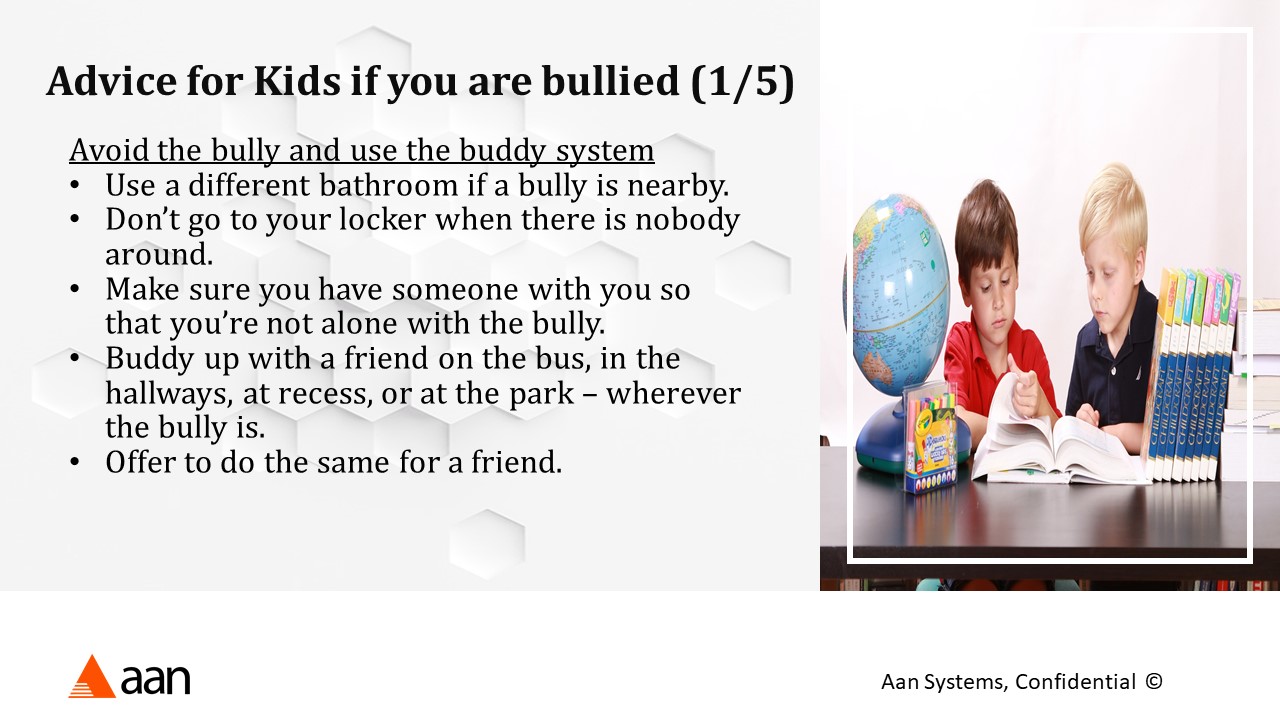 Advice for Kids if you are bullied (1/5)
Avoid the bully and use the buddy system
• Use a different bathroom if a bully is nearby.
• Don’t go to your locker when there is nobody
around.
• Make sure you have someone with you so
that you’re not alone with the bully.
• Buddy up with a friend on the bus, in the
hallways, at recess, or at the park – wherever
the bully is.
• Offer to do the same for a friend.
aan
Aan Systems, Confidential ©